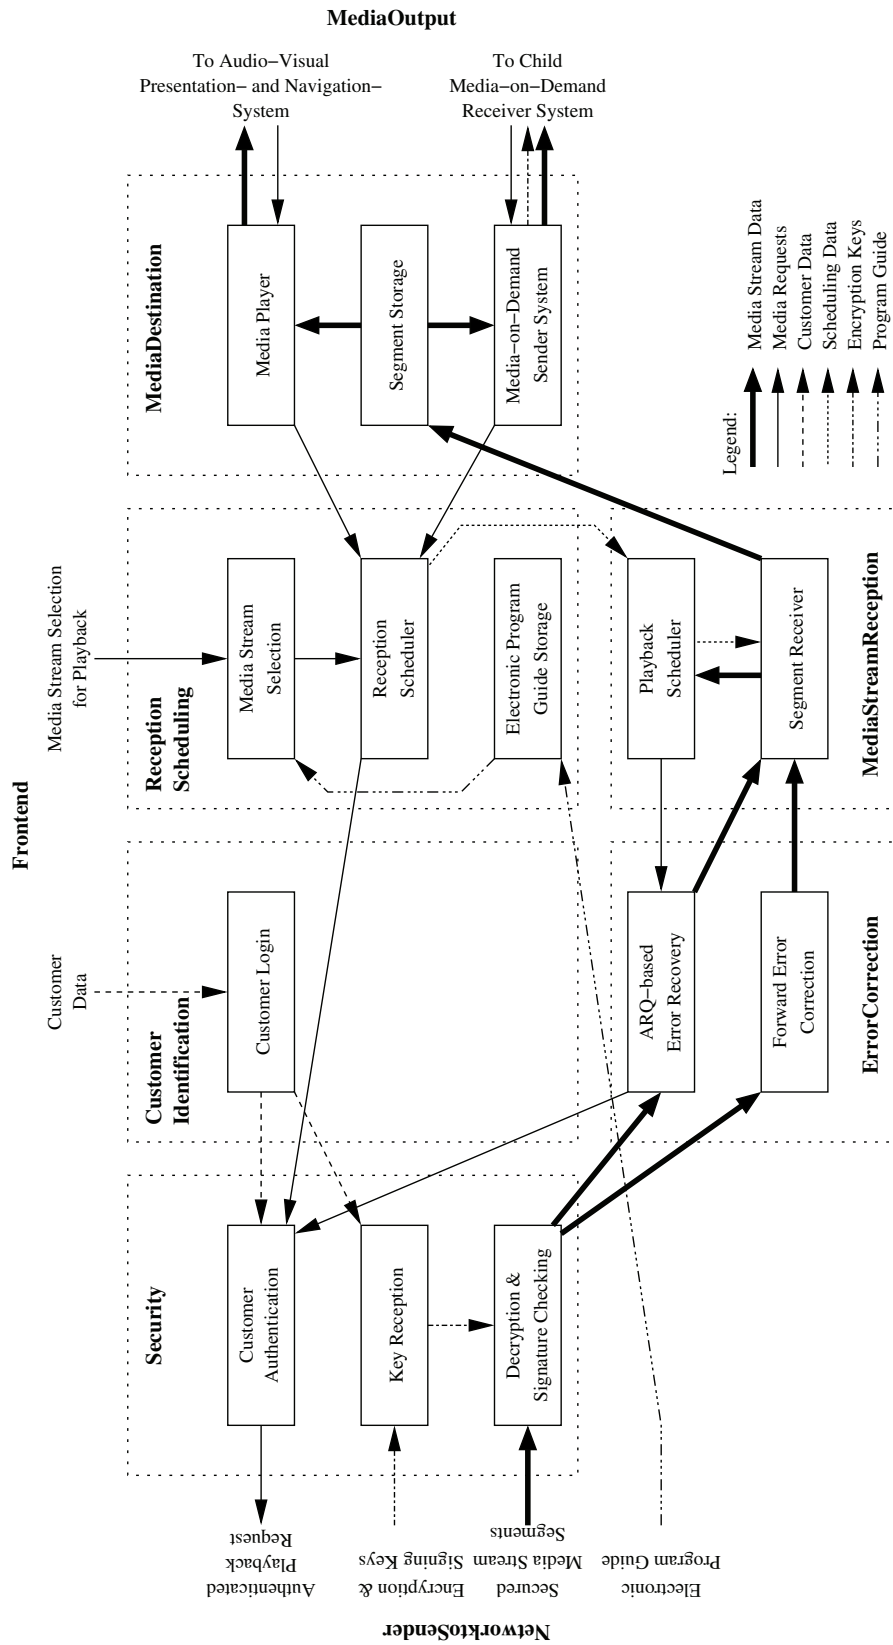 MediaOutput
To Audio−Visual
Presentation− and Navigation−
System
To Child
Media−on−Demand
Receiver System
MediaDestination
Media Player
Segment Storage
Media−on−Demand
Sender System
Legend:
Media Stream Data
Media Requests
Customer Data
Scheduling Data
Encryption Keys
Program Guide
Frontend
Media Stream Selection
for Playback
Reception
Scheduling
Media Stream
Selection
Reception
Scheduler
Electronic Program
Guide Storage
Playback
Scheduler
Segment Receiver
MediaStreamReception
Customer
Data
Customer
Identification
Customer Login
ARQ−based
Error Recovery
Forward Error
Correction
ErrorCorrection
Security
Customer
Authentication
Key Reception
Decryption &
Signature Checking
Authenticated
Playback
Request
Encryption &
Signing Keys
Secured
Media Stream
Segments
Electronic
Program Guide
NetworktoSender